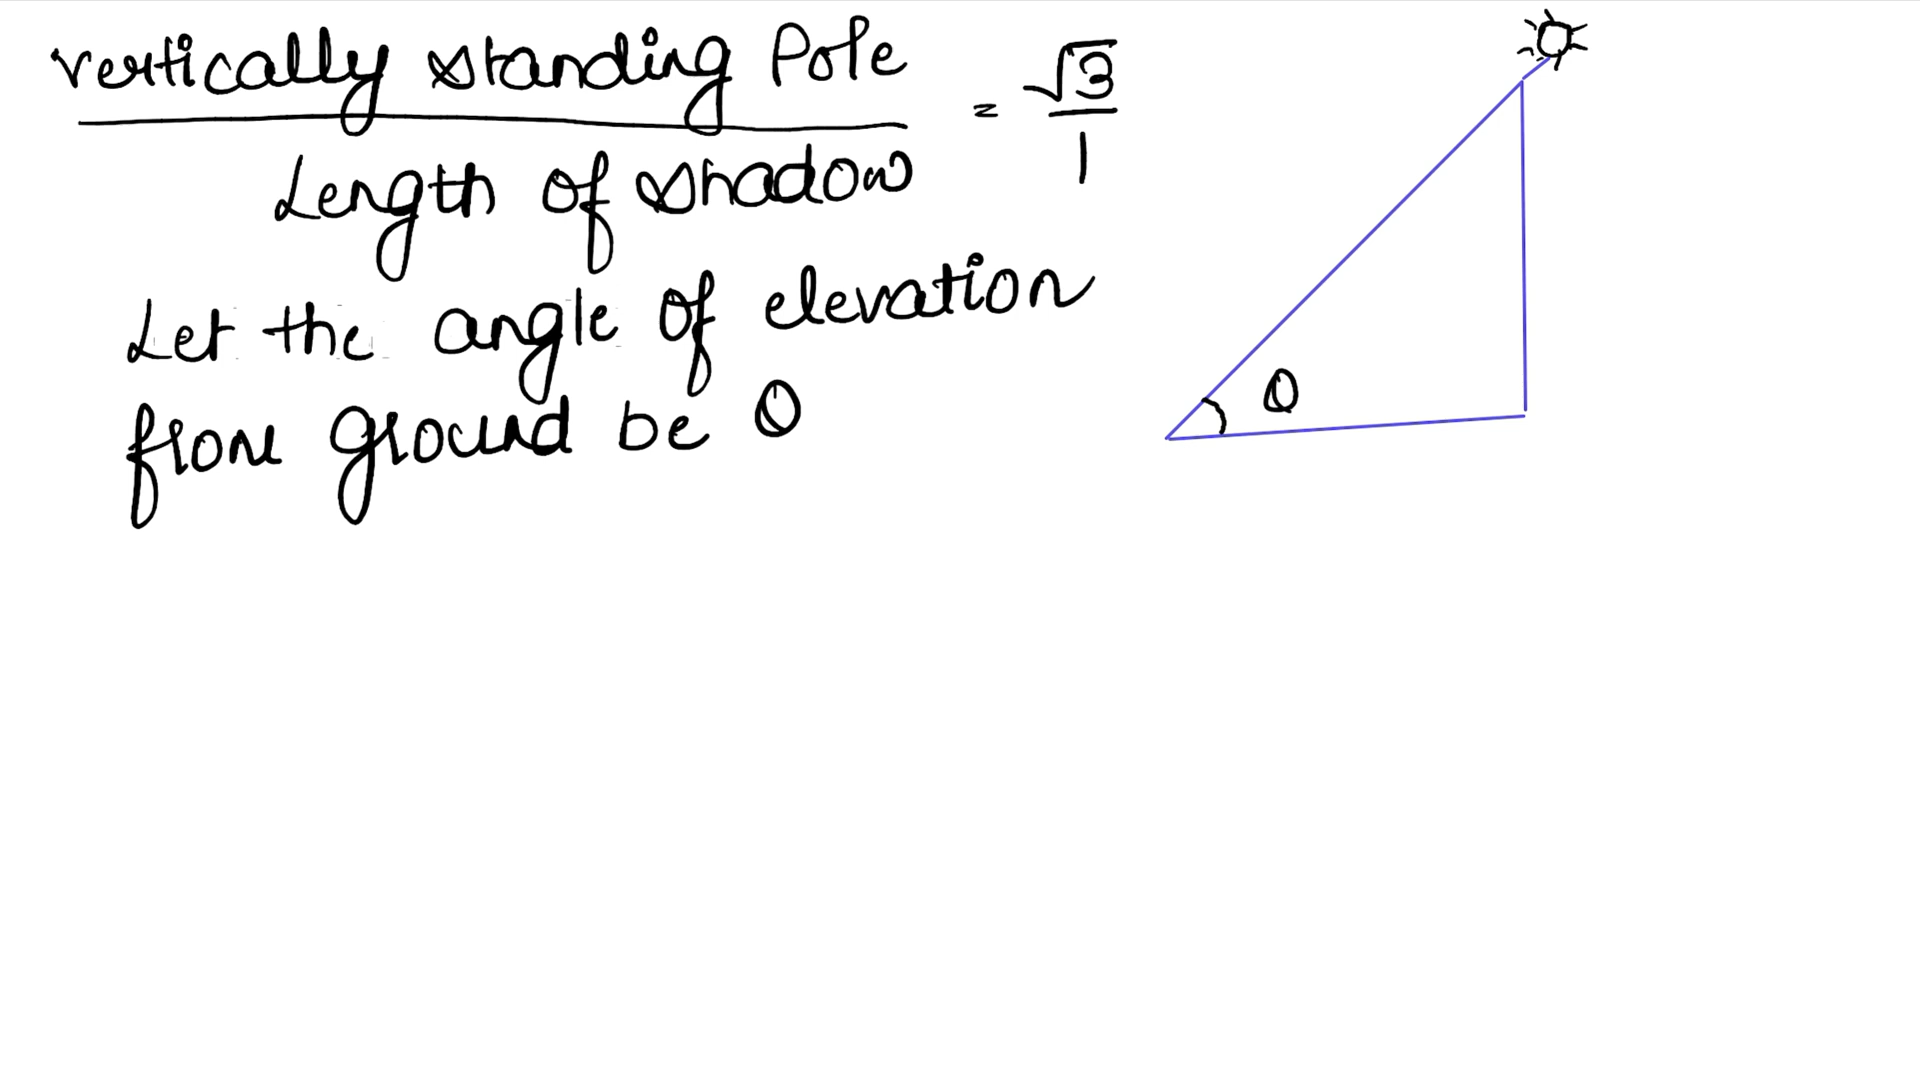 vertically standing Pole
= √3
Length of shadow
1
Let the angle of elevation
from ground be θ
θ